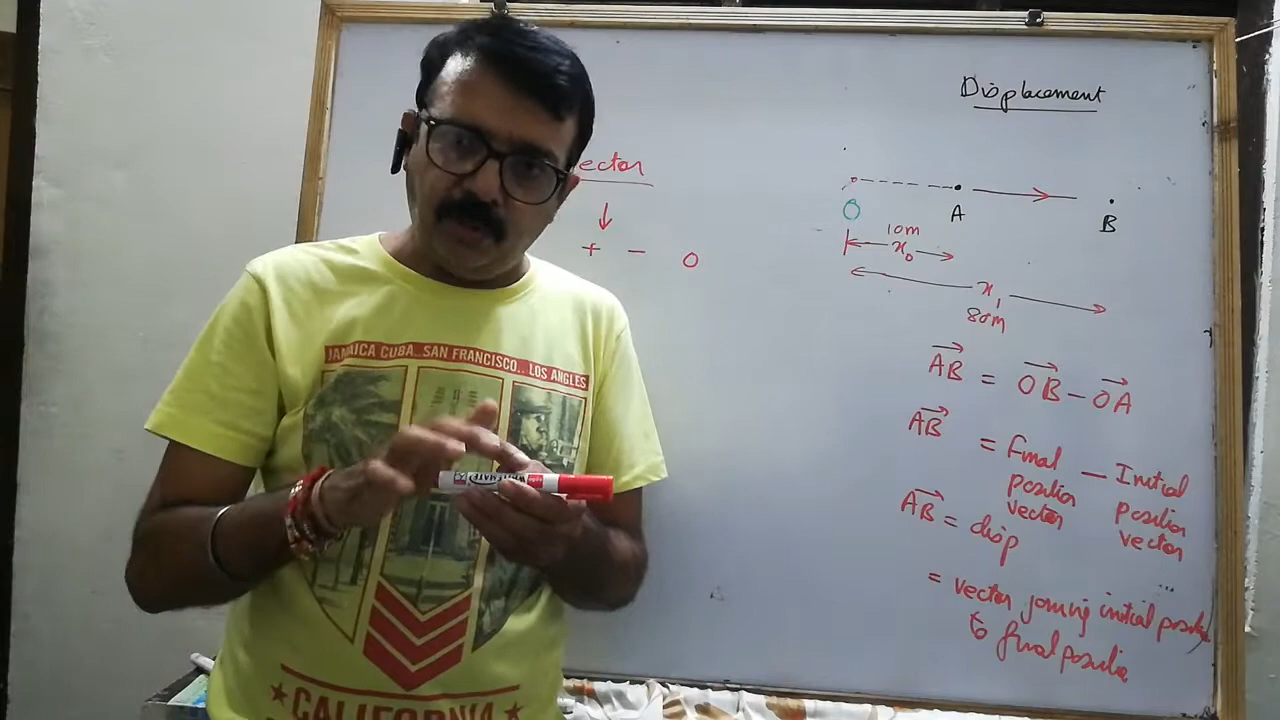 Displacement
ector
+ - O
O A B
10m
x₀
x₁
80m
AB = OB - OA
AB = Final position vector - Initial position vector
AB = disp
= vector joining initial position
to final position
JAMAICA CUBA..SAN FRANCISCO.. LOS ANGLES
WHITEMATE
CALIFORNIA